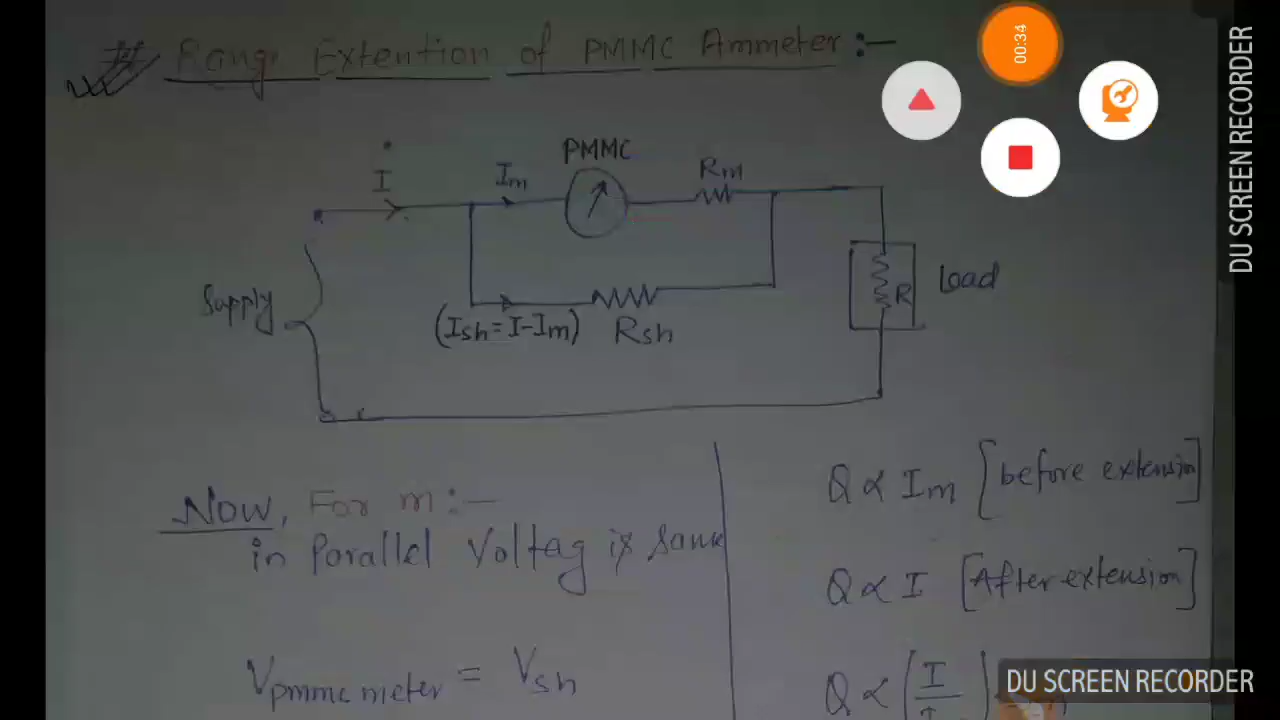 # Rang Extention of PMMC Ammeter :-
00:34
DU SCREEN RECORDER
PMMC
I
Im
Rm
Supply
R
Load
(Ish = I-Im)
Rsh
Now, For m :-
in Parallel Voltag is same
Vpmmc meter = Vsh
Q ∝ Im [before extension]
Q ∝ I [After extension]
Q ∝ (I
DU SCREEN RECORDER